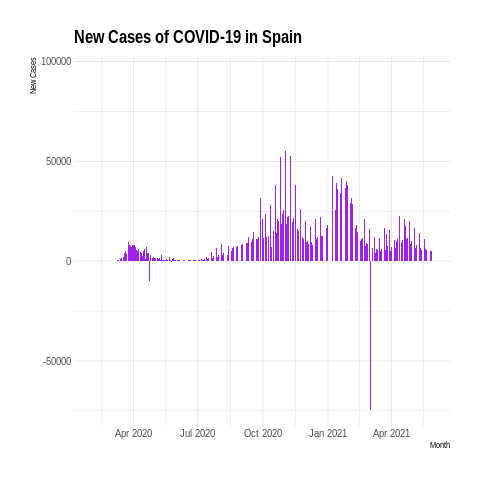 New Cases of COVID-19 in Spain
New Cases
100000
50000
0
-50000
Apr 2020 Jul 2020 Oct 2020 Jan 2021 Apr 2021
Month